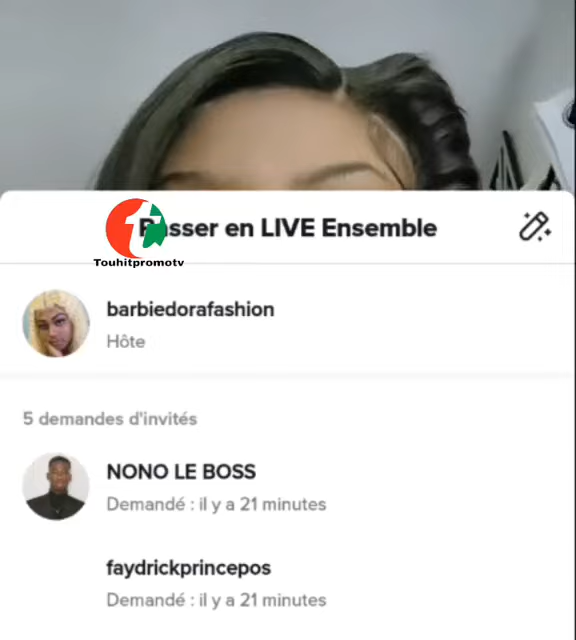 Passer en LIVE Ensemble
Touhitpromotv
barbiedorafashion
Hôte
5 demandes d'invités
NONO LE BOSS
Demandé : il y a 21 minutes
faydrickprincepos
Demandé : il y a 21 minutes